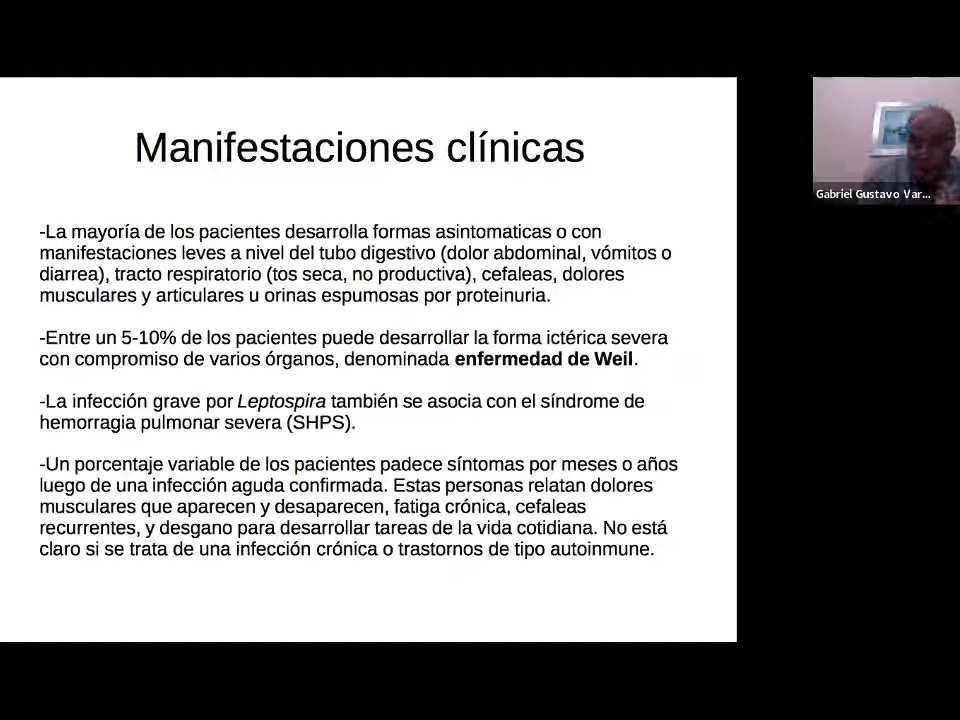 Manifestaciones clínicas
-La mayoría de los pacientes desarrolla formas asintomaticas o con
manifestaciones leves a nivel del tubo digestivo (dolor abdominal, vómitos o
diarrea), tracto respiratorio (tos seca, no productiva), cefaleas, dolores
musculares y articulares u orinas espumosas por proteinuria.
-Entre un 5-10% de los pacientes puede desarrollar la forma ictérica severa
con compromiso de varios órganos, denominada enfermedad de Weil.
-La infección grave por Leptospira también se asocia con el síndrome de
hemorragia pulmonar severa (SHPS).
-Un porcentaje variable de los pacientes padece síntomas por meses o años
luego de una infección aguda confirmada. Estas personas relatan dolores
musculares que aparecen y desaparecen, fatiga crónica, cefaleas
recurrentes, y desgano para desarrollar tareas de la vida cotidiana. No está
claro si se trata de una infección crónica o trastornos de tipo autoinmune.
Gabriel Gustavo Var...